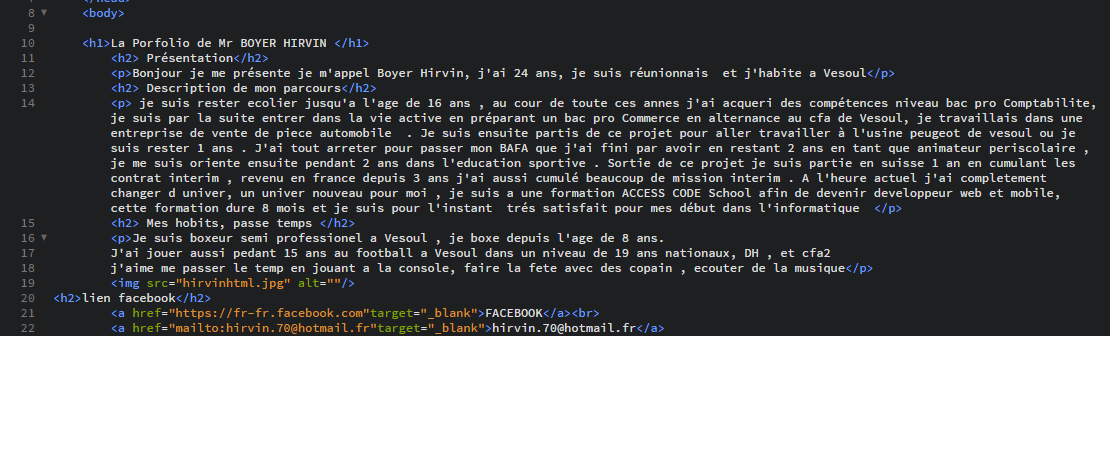 8 <body>
9
10 <h1>La Porfolio de Mr BOYER HIRVIN </h1>
11 <h2> Présentation</h2>
12 <p>Bonjour je me présente je m'appel Boyer Hirvin, j'ai 24 ans, je suis réunionnais  et j'habite a Vesoul</p>
13 <h2> Description de mon parcours</h2>
14 <p> je suis rester ecolier jusqu'a l'age de 16 ans , au cour de toute ces annes j'ai acqueri des compétences niveau bac pro Comptabilite,
je suis par la suite entrer dans la vie active en préparant un bac pro Commerce en alternance au cfa de Vesoul, je travaillais dans une
entreprise de vente de piece automobile  . Je suis ensuite partis de ce projet pour aller travailler à l'usine peugeot de vesoul ou je
suis rester 1 ans . J'ai tout arreter pour passer mon BAFA que j'ai fini par avoir en restant 2 ans en tant que animateur periscolaire ,
je me suis oriente ensuite pendant 2 ans dans l'education sportive . Sortie de ce projet je suis partie en suisse 1 an en cumulant les
contrat interim , revenu en france depuis 3 ans j'ai aussi cumulé beaucoup de mission interim . A l'heure actuel j'ai completement
changer d univer, un univer nouveau pour moi , je suis a une formation ACCESS CODE School afin de devenir developpeur web et mobile,
cette formation dure 8 mois et je suis pour l'instant  trés satisfait pour mes début dans l'informatique  </p>
15 <h2> Mes hobits, passe temps </h2>
16 <p>Je suis boxeur semi professionel a Vesoul , je boxe depuis l'age de 8 ans.
17 J'ai jouer aussi pedant 15 ans au football a Vesoul dans un niveau de 19 ans nationaux, DH , et cfa2
18 j'aime me passer le temp en jouant a la console, faire la fete avec des copain , ecouter de la musique</p>
19 <img src="hirvinhtml.jpg" alt=""/>
20 <h2>lien facebook</h2>
21 <a href="https://fr-fr.facebook.com"target="_blank">FACEBOOK</a><br>
22 <a href="mailto:hirvin.70@hotmail.fr"target="_blank">hirvin.70@hotmail.fr</a>